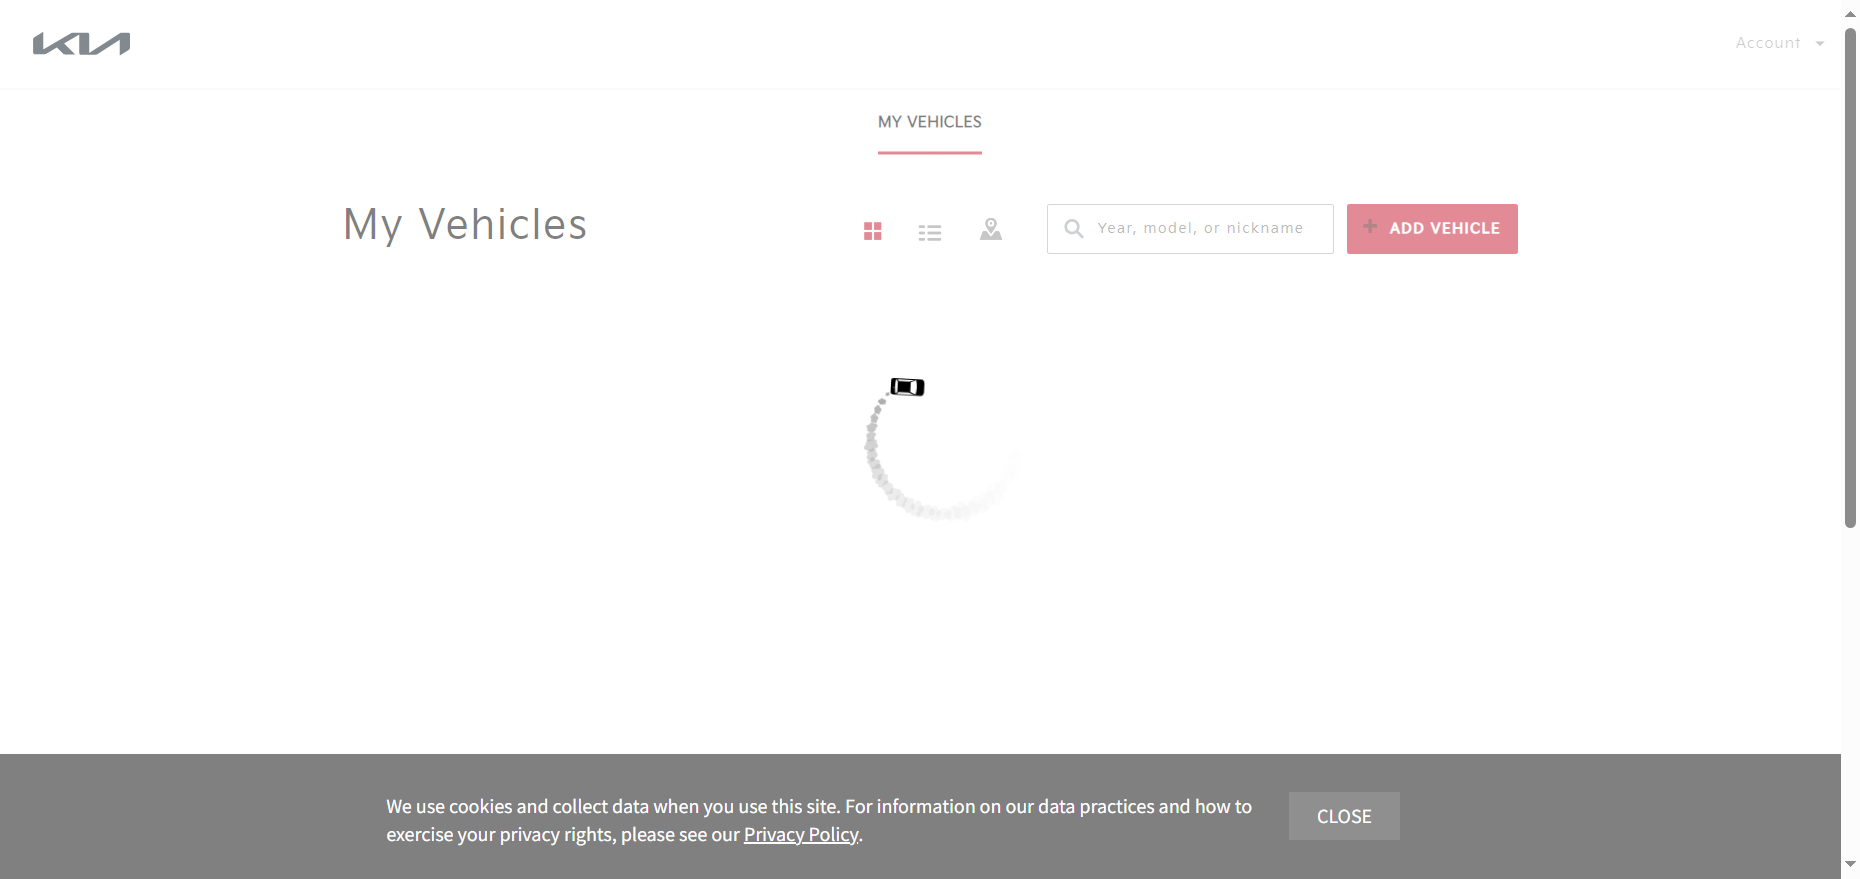 KIA
Account
MY VEHICLES
My Vehicles
Year, model, or nickname
ADD VEHICLE
We use cookies and collect data when you use this site. For information on our data practices and how to
exercise your privacy rights, please see our Privacy Policy.
CLOSE